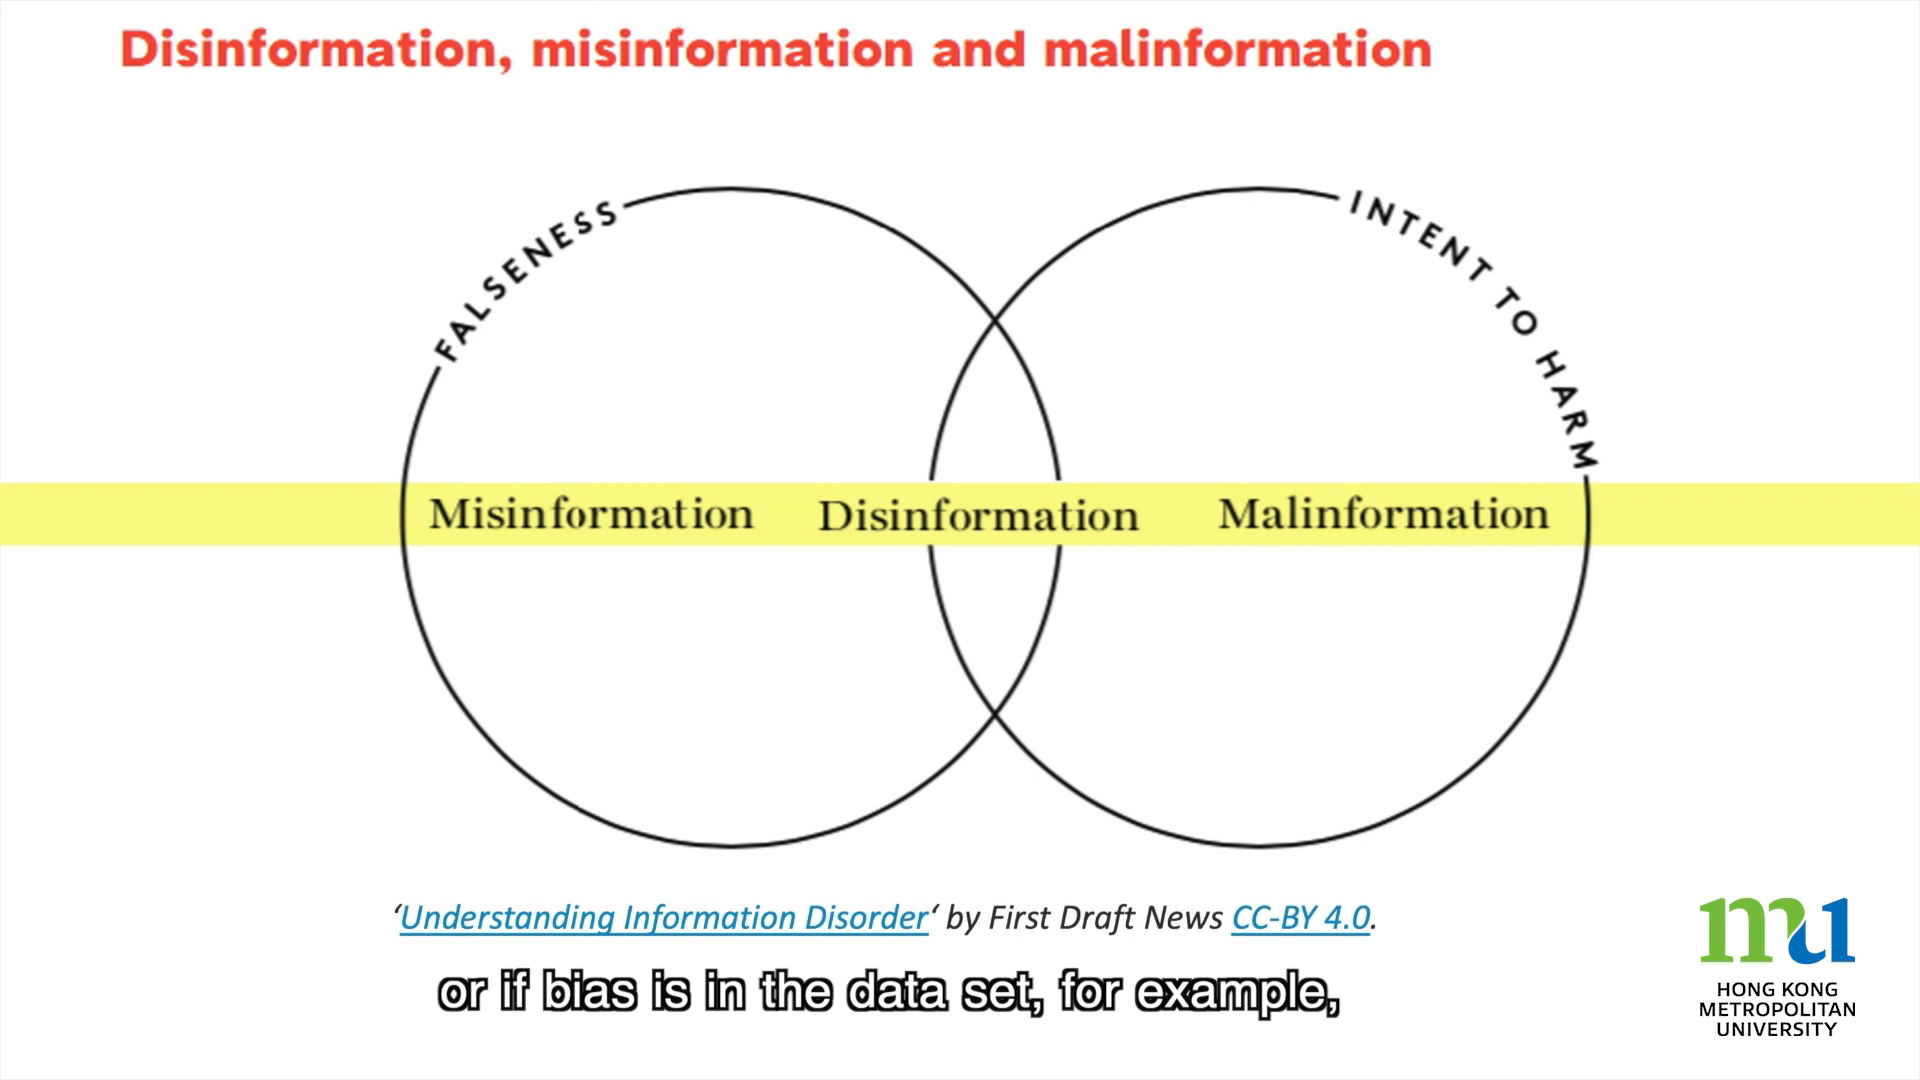 Disinformation, misinformation and malinformation
FALSENESS
INTENT TO HARM
Misinformation
Disinformation
Malinformation
‘Understanding Information Disorder‘ by First Draft News CC-BY 4.0.
or if bias is in the data set, for example,
mu
HONG KONG
METROPOLITAN
UNIVERSITY